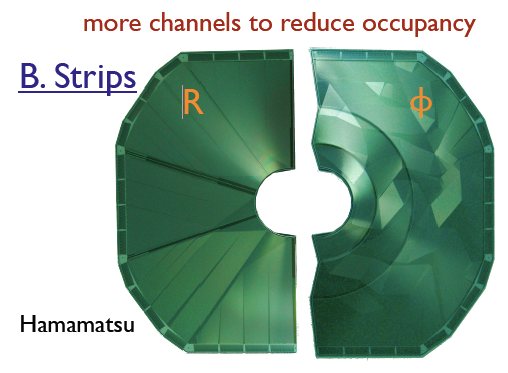 more channels to reduce occupancy
B. Strips
R
ϕ
Hamamatsu